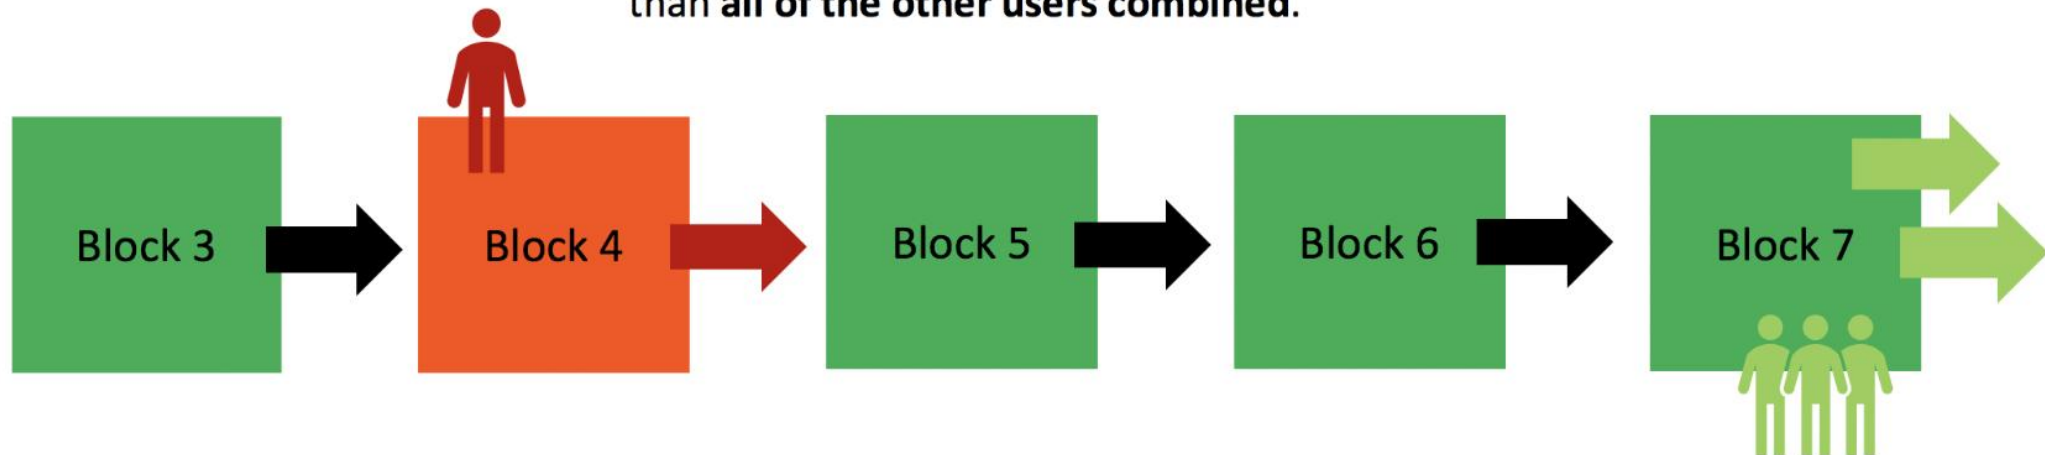 than all of the other users combined.
Block 3
Block 4
Block 5
Block 6
Block 7